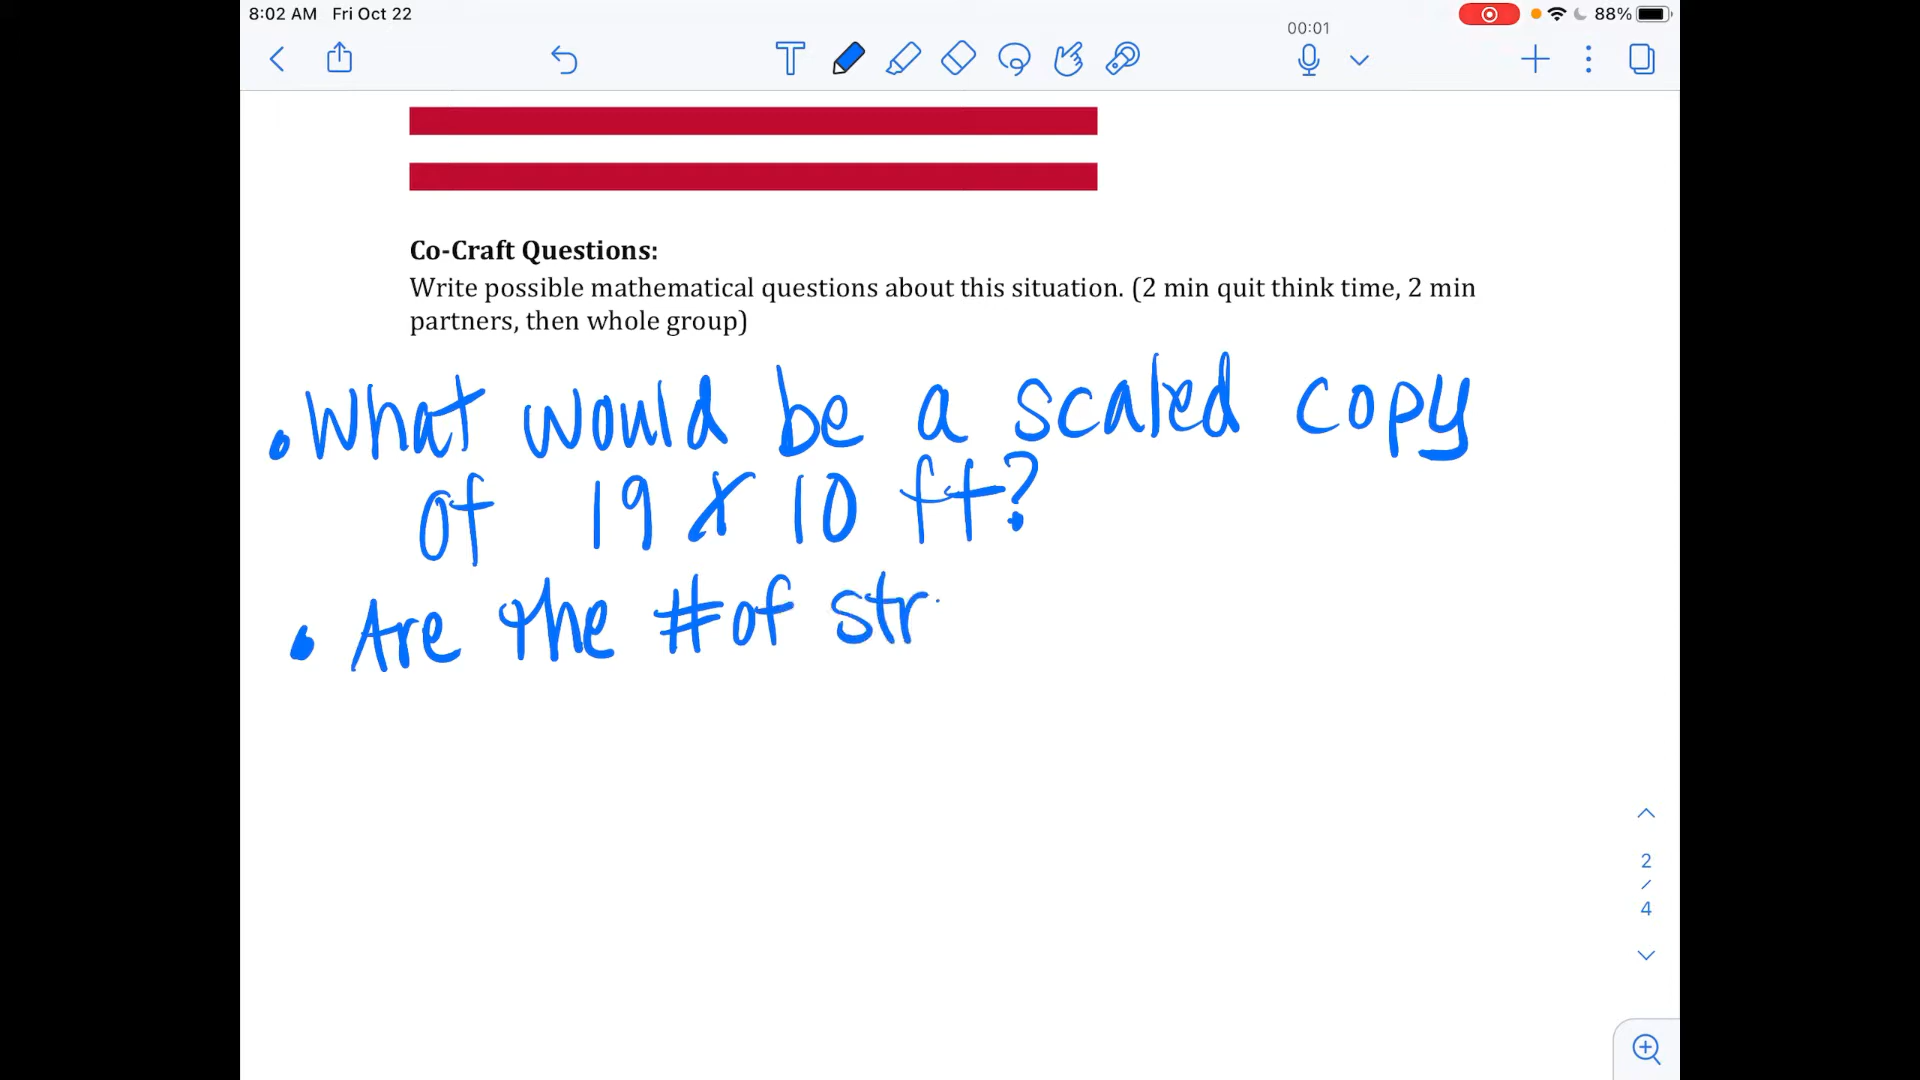 8:02 AM Fri Oct 22
88%
00:01
Co-Craft Questions:
Write possible mathematical questions about this situation. (2 min quit think time, 2 min
partners, then whole group)
• What would be a scaled copy
of 19 x 10 ft?
• Are the # of str
2
/
4